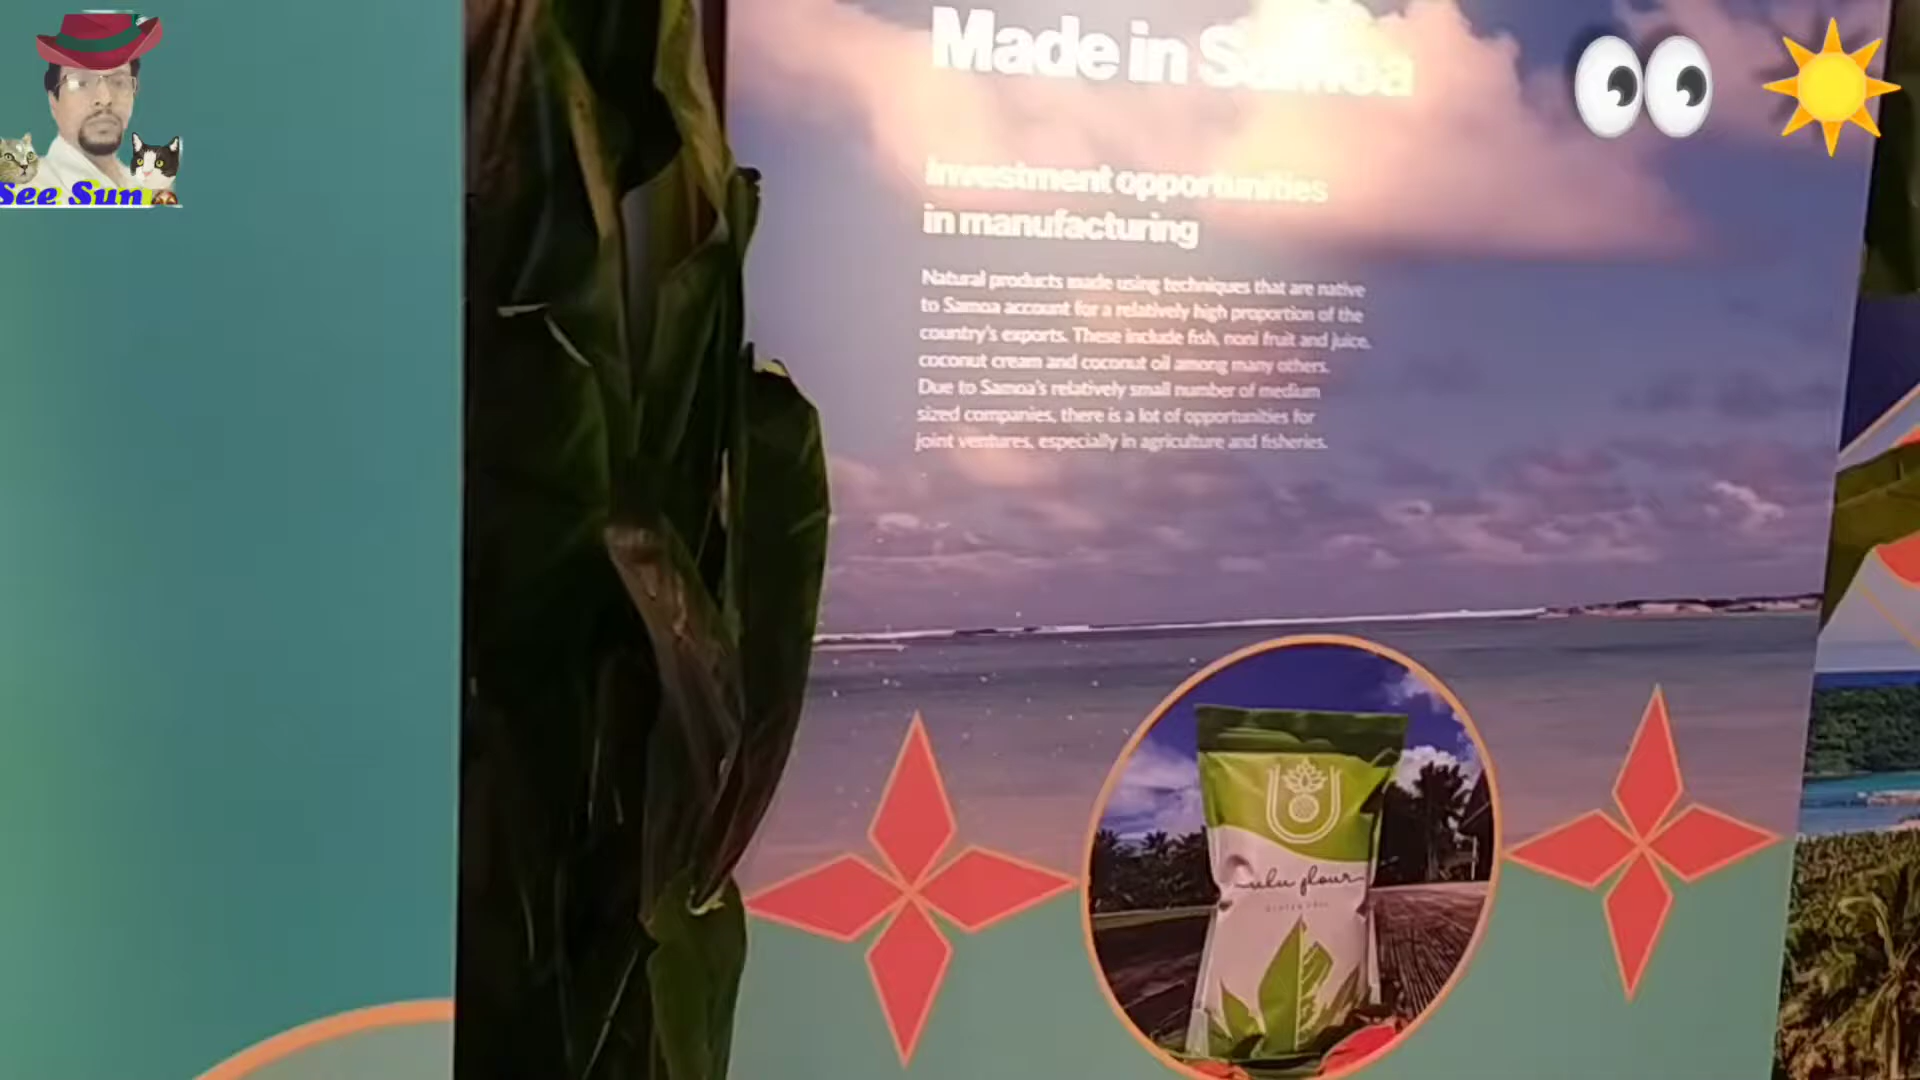 Made in Samoa
Investment opportunities
in manufacturing
Natural products made using techniques that are native
to Samoa account for a relatively high proportion of the
country's exports. These include fish, noni fruit and juice,
coconut cream and coconut oil among many others.
Due to Samoa's relatively small number of medium
sized companies, there is a lot of opportunities for
joint ventures, especially in agriculture and fisheries.
See Sun
ulu flour
GLUTEN FREE